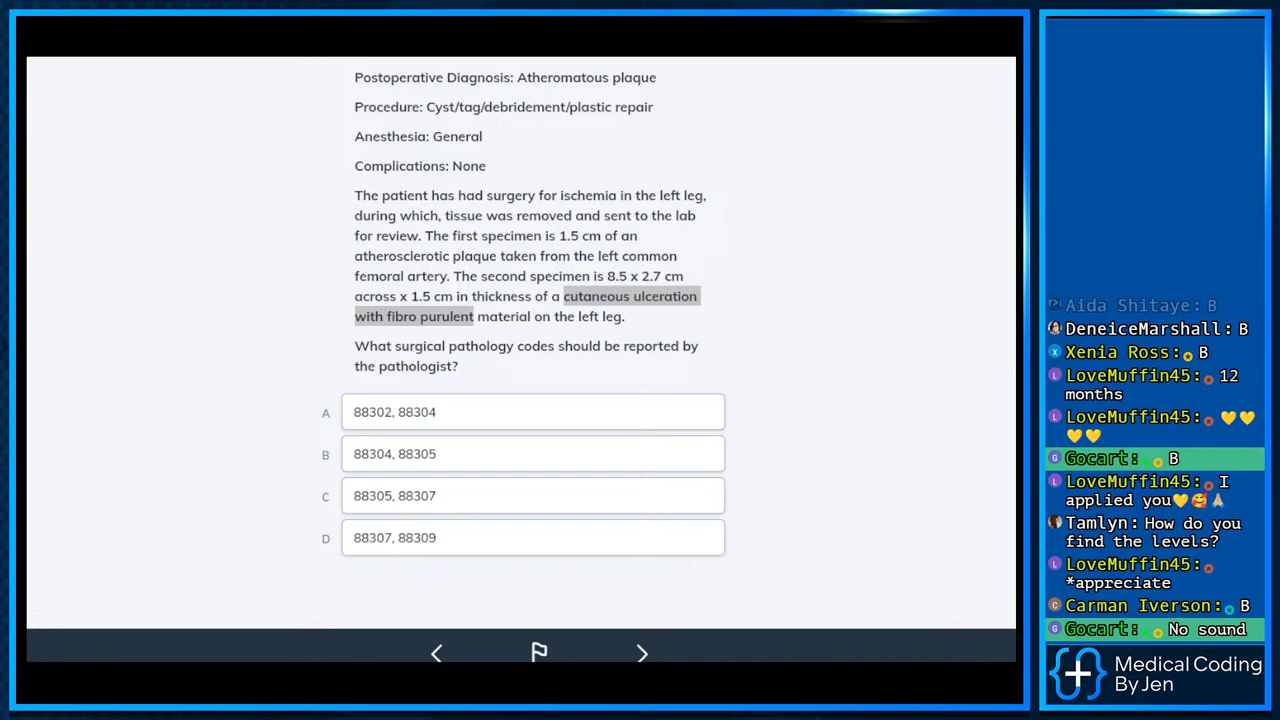 Postoperative Diagnosis: Atheromatous plaque
Procedure: Cyst/tag/debridement/plastic repair
Anesthesia: General
Complications: None
The patient has had surgery for ischemia in the left leg,
during which, tissue was removed and sent to the lab
for review. The first specimen is 1.5 cm of an
atherosclerotic plaque taken from the left common
femoral artery. The second specimen is 8.5 x 2.7 cm
across x 1.5 cm in thickness of a cutaneous ulceration
with fibro purulent material on the left leg.
What surgical pathology codes should be reported by
the pathologist?
A 88302, 88304
B 88304, 88305
C 88305, 88307
D 88307, 88309
Aida Shitaye: B
DeneiceMarshall: B
X Xenia Ross: B
L LoveMuffin45: 12
months
L LoveMuffin45: 💛💛
💛💛
G Gocart: B
L LoveMuffin45: I
applied you💛🥰🙏🏼
Tamlyn: How do you
find the levels?
L LoveMuffin45:
*appreciate
C Carman Iverson: B
G Gocart: No sound
Medical Coding
By Jen